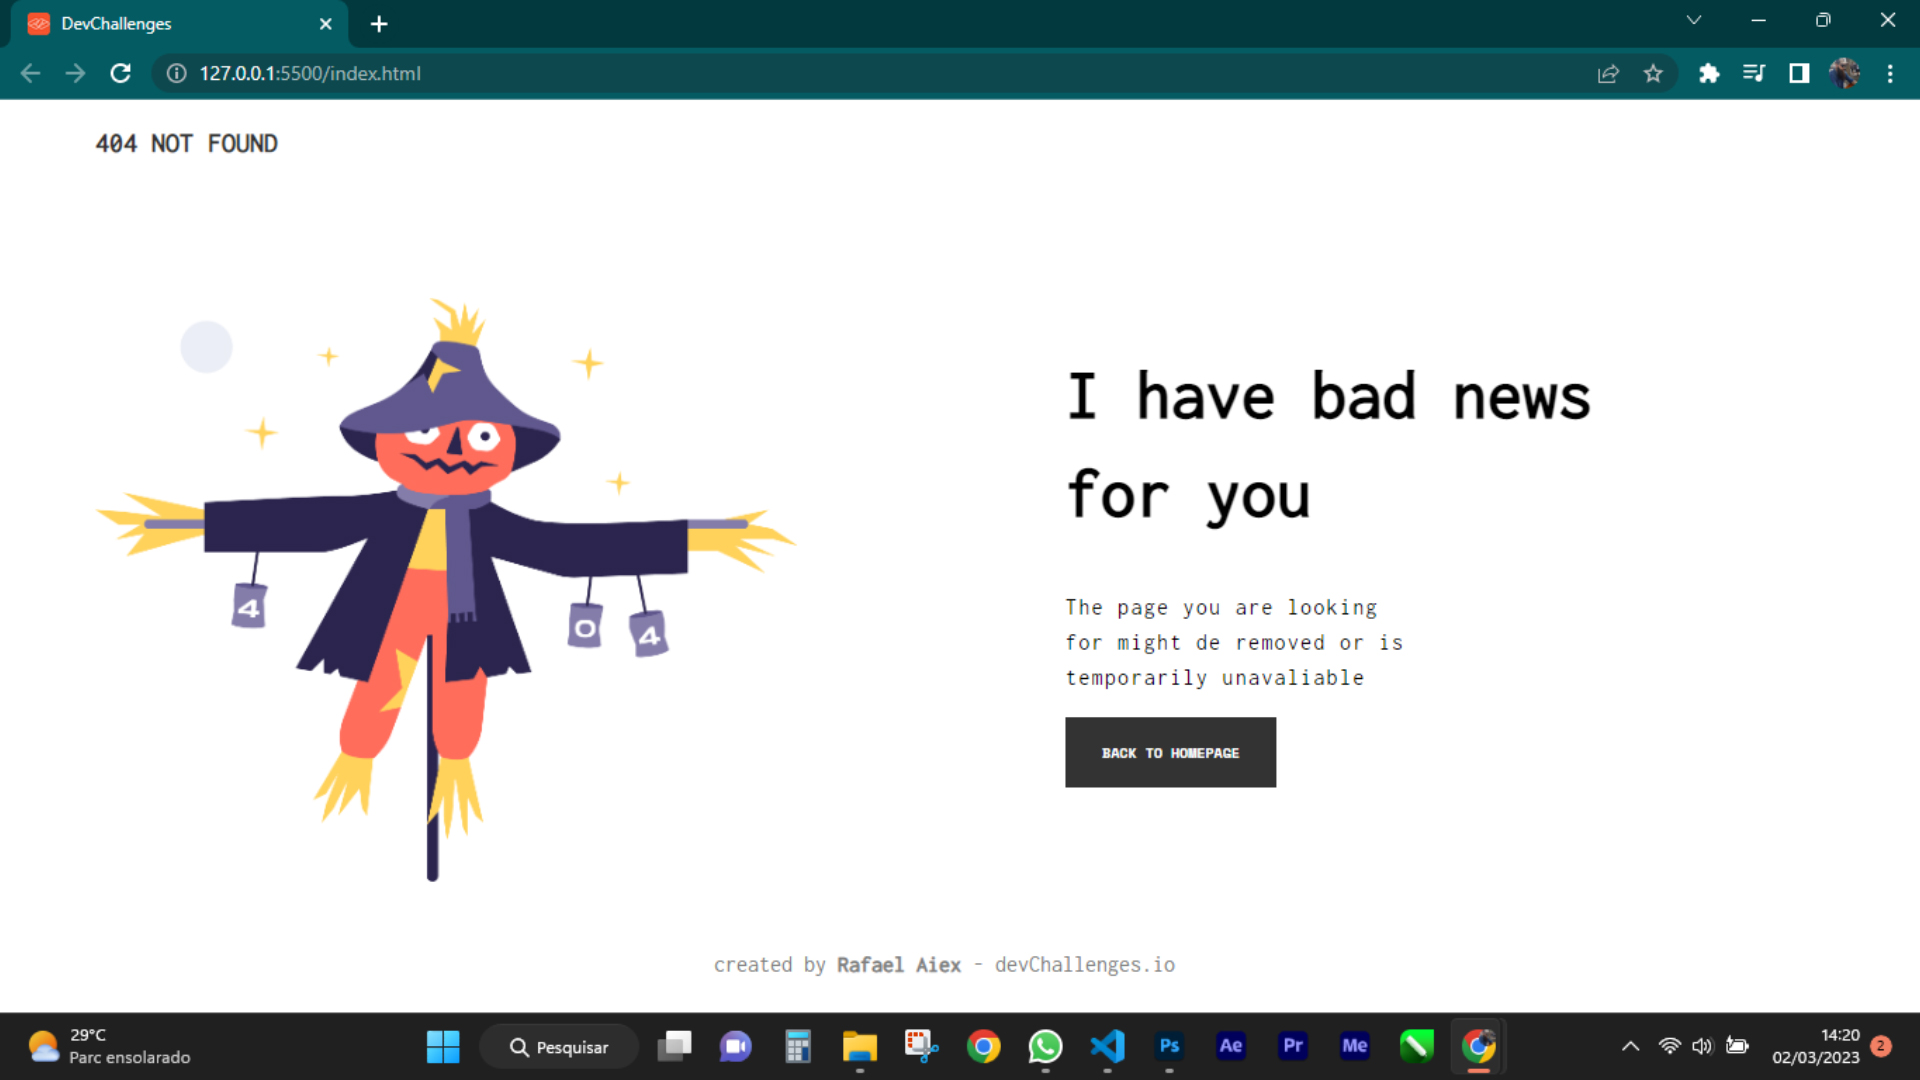 DevChallenges
127.0.0.1:5500/index.html
404 NOT FOUND
4
0
4
I have bad news
for you
The page you are looking
for might de removed or is
temporarily unavaliable
BACK TO HOMEPAGE
created by Rafael Aiex - devChallenges.io
29°C
Parc ensolarado
Pesquisar
Ps
Ae
Pr
Me
14:20
02/03/2023
2